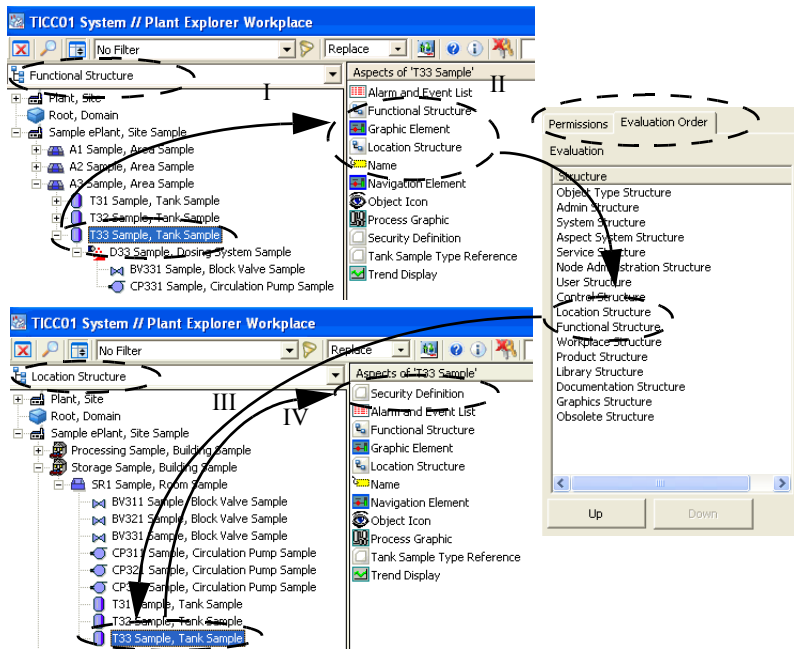 TICC01 System // Plant Explorer Workplace
No Filter
Replace
Functional Structure
I
Plant, Site
Root, Domain
Sample ePlant, Site Sample
A1 Sample, Area Sample
A2 Sample, Area Sample
A3 Sample, Area Sample
T31 Sample, Tank Sample
T32 Sample, Tank Sample
T33 Sample, Tank Sample
D33 Sample, Dosing System Sample
BV331 Sample, Block Valve Sample
CP331 Sample, Circulation Pump Sample
Aspects of 'T33 Sample'
II
Alarm and Event List
Functional Structure
Graphic Element
Location Structure
Name
Navigation Element
Object Icon
Process Graphic
Security Definition
Tank Sample Type Reference
Trend Display
Permissions
Evaluation Order
Evaluation
Structure
Object Type Structure
Admin Structure
System Structure
Aspect System Structure
Service Structure
Node Administration Structure
User Structure
Control Structure
Location Structure
Functional Structure
Workplace Structure
Product Structure
Library Structure
Documentation Structure
Graphics Structure
Obsolete Structure
Up
Down
TICC01 System // Plant Explorer Workplace
No Filter
Replace
Location Structure
III
IV
Plant, Site
Root, Domain
Sample ePlant, Site Sample
Processing Sample, Building Sample
Storage Sample, Building Sample
SR1 Sample, Room Sample
BV311 Sample, Block Valve Sample
BV321 Sample, Block Valve Sample
BV331 Sample, Block Valve Sample
CP311 Sample, Circulation Pump Sample
CP321 Sample, Circulation Pump Sample
Sample, Circulation Pump Sample
T31 Sample, Tank Sample
T32 Sample, Tank Sample
T33 Sample, Tank Sample
Aspects of 'T33 Sample'
Security Definition
Alarm and Event List
Functional Structure
Graphic Element
Location Structure
Name
Navigation Element
Object Icon
Process Graphic
Tank Sample Type Reference
Trend Display